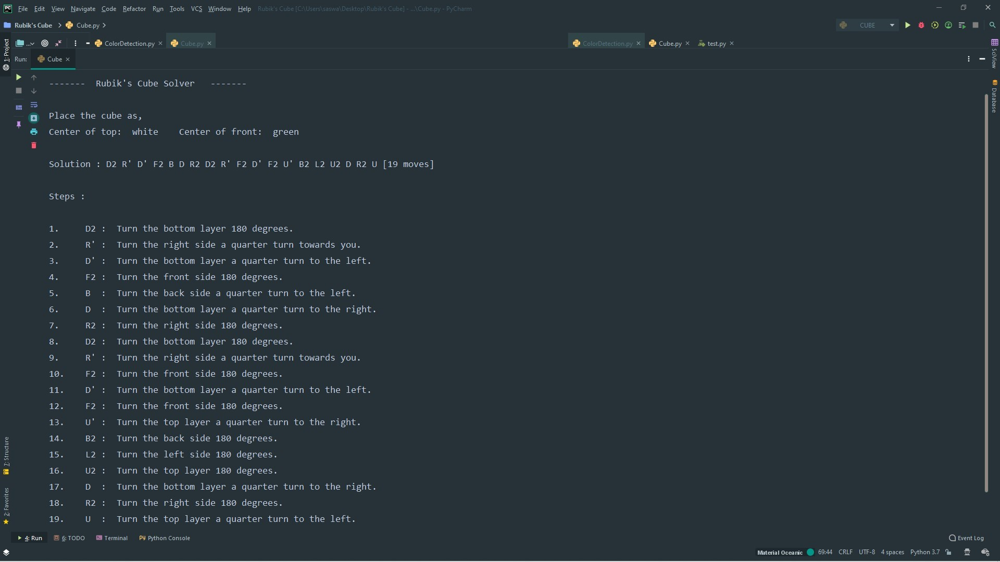 PC File Edit View Navigate Code Refactor Run Tools VCS Window Help Rubik's Cube [C:\Users\saswa\Desktop\Rubik's Cube] - ...\Cube.py - PyCharm
Rubik's Cube Cube.py CUBE
1: Project ... ColorDetection.py Cube.py ColorDetection.py Cube.py test.py
Run: Cube
SciView
Database
------- Rubik's Cube Solver -------
Place the cube as,
Center of top: white Center of front: green
Solution : D2 R' D' F2 B D R2 D2 R' F2 D' F2 U' B2 L2 U2 D R2 U [19 moves]
Steps :
1. D2 : Turn the bottom layer 180 degrees.
2. R' : Turn the right side a quarter turn towards you.
3. D' : Turn the bottom layer a quarter turn to the left.
4. F2 : Turn the front side 180 degrees.
5. B : Turn the back side a quarter turn to the left.
6. D : Turn the bottom layer a quarter turn to the right.
7. R2 : Turn the right side 180 degrees.
8. D2 : Turn the bottom layer 180 degrees.
9. R' : Turn the right side a quarter turn towards you.
10. F2 : Turn the front side 180 degrees.
11. D' : Turn the bottom layer a quarter turn to the left.
12. F2 : Turn the front side 180 degrees.
13. U' : Turn the top layer a quarter turn to the right.
14. B2 : Turn the back side 180 degrees.
15. L2 : Turn the left side 180 degrees.
16. U2 : Turn the top layer 180 degrees.
17. D : Turn the bottom layer a quarter turn to the right.
18. R2 : Turn the right side 180 degrees.
19. U : Turn the top layer a quarter turn to the left.
7: Structure
2: Favorites
4: Run 6: TODO Terminal Python Console Event Log
Material Oceanic 69:44 CRLF UTF-8 4 spaces Python 3.7